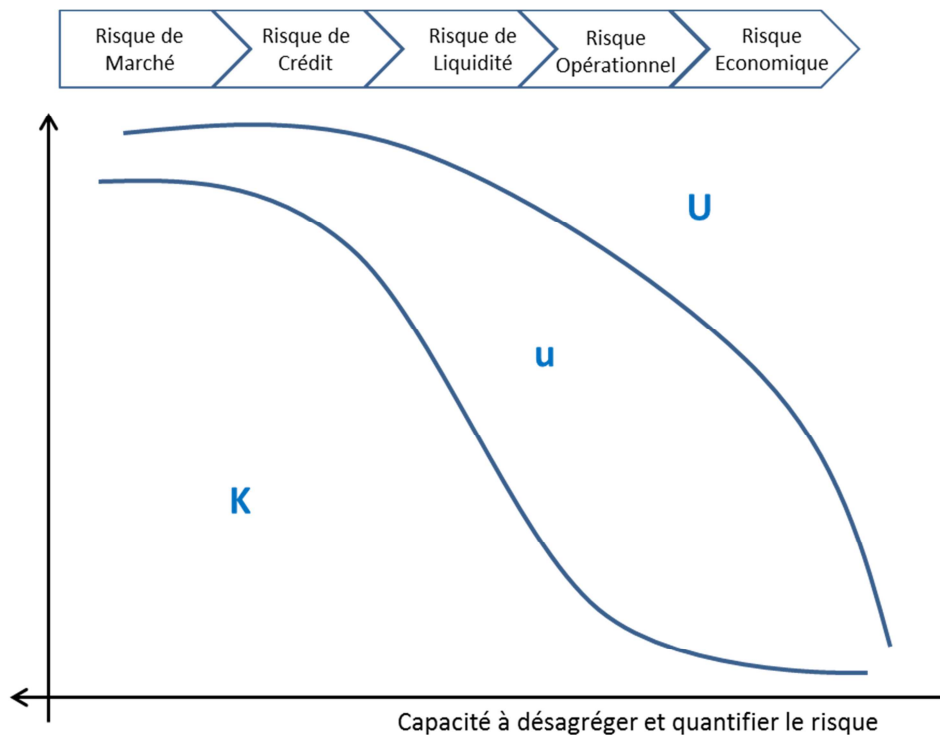 Risque de
Marché
Risque de
Crédit
Risque de
Liquidité
Risque
Opérationnel
Risque
Economique
U
u
K
Capacité à désagréger et quantifier le risque